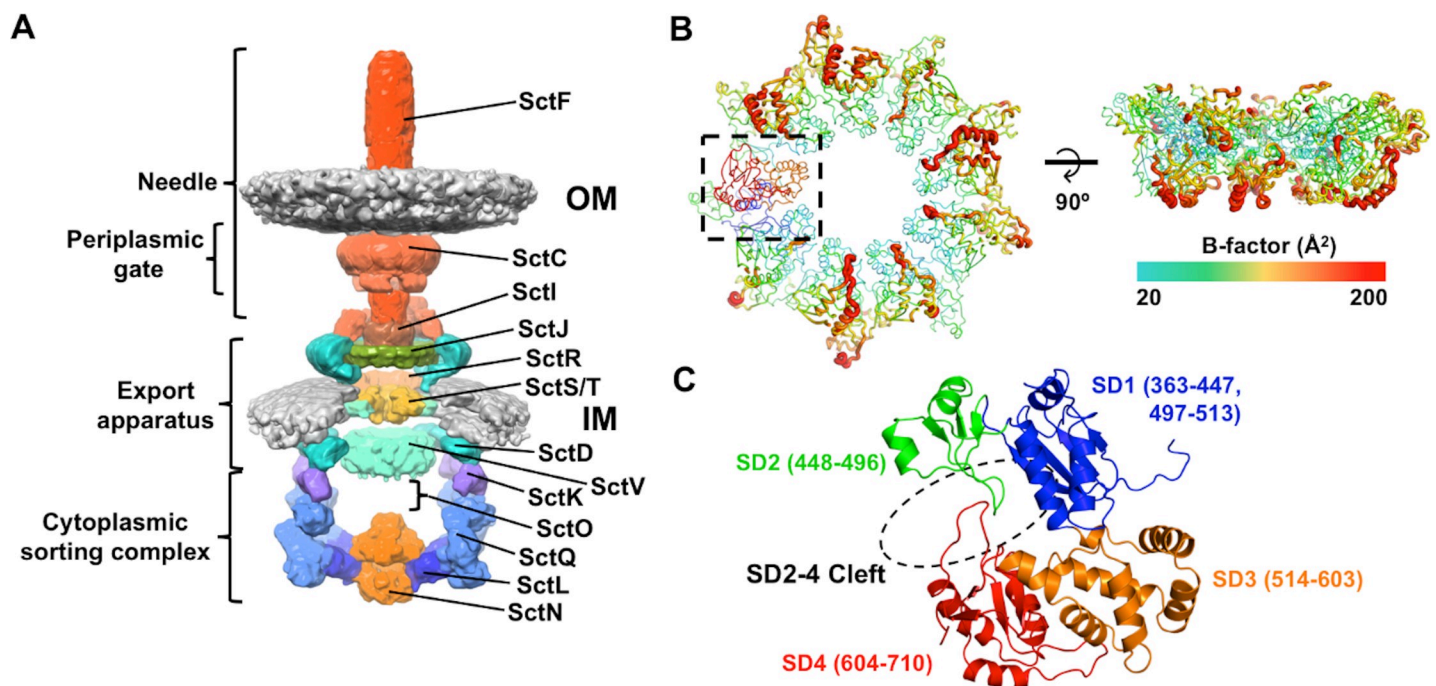 A
Needle
Periplasmic
gate
Export
apparatus
Cytoplasmic
sorting complex
SctF
OM
SctC
SctI
SctJ
SctR
SctS/T
IM
SctD
SctV
SctK
SctO
SctQ
SctL
SctN
B
90º
B-factor (Å²)
20
200
C
SD1 (363-447,
497-513)
SD2 (448-496)
SD2-4 Cleft
SD3 (514-603)
SD4 (604-710)